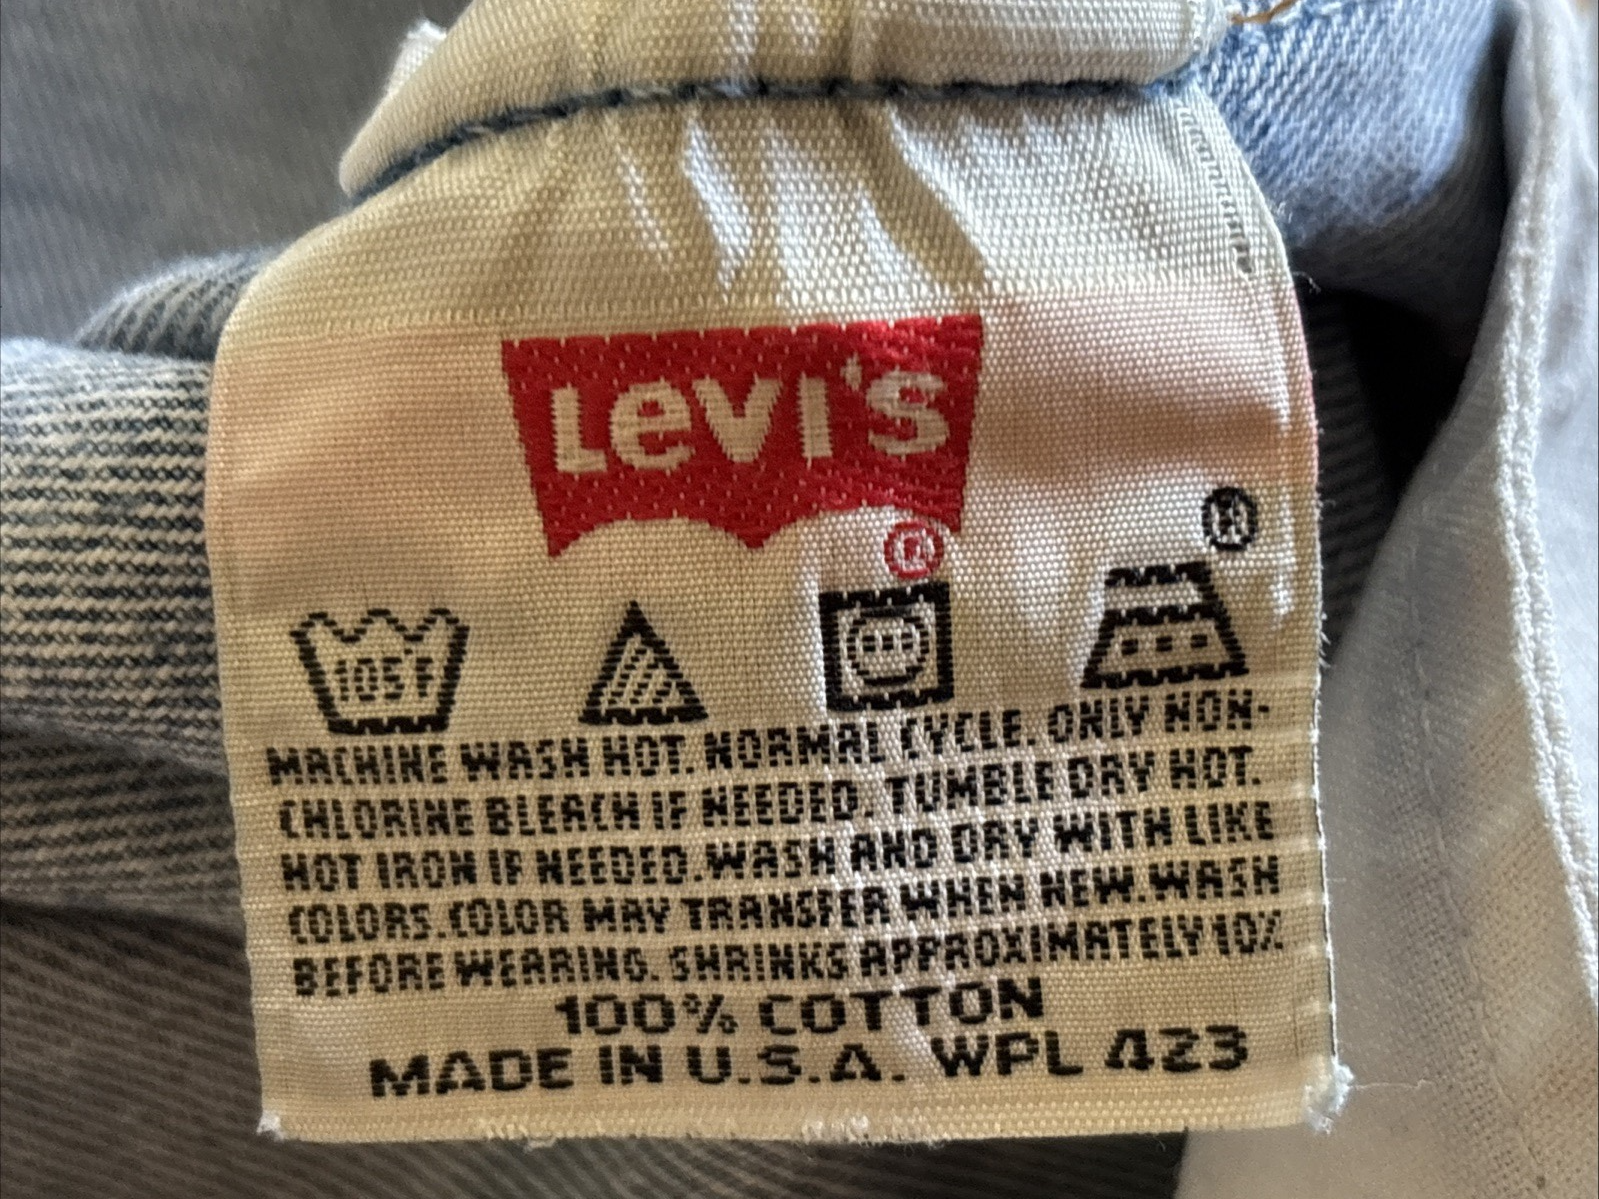 LEVI'S
®
®
105°F
MACHINE WASH HOT. NORMAL CYCLE. ONLY NON-
CHLORINE BLEACH IF NEEDED. TUMBLE DRY HOT.
HOT IRON IF NEEDED. WASH AND DRY WITH LIKE
COLORS. COLOR MAY TRANSFER WHEN NEW. WASH
BEFORE WEARING. SHRINKS APPROXIMATELY 10%
100% COTTON
MADE IN U.S.A. WPL 423